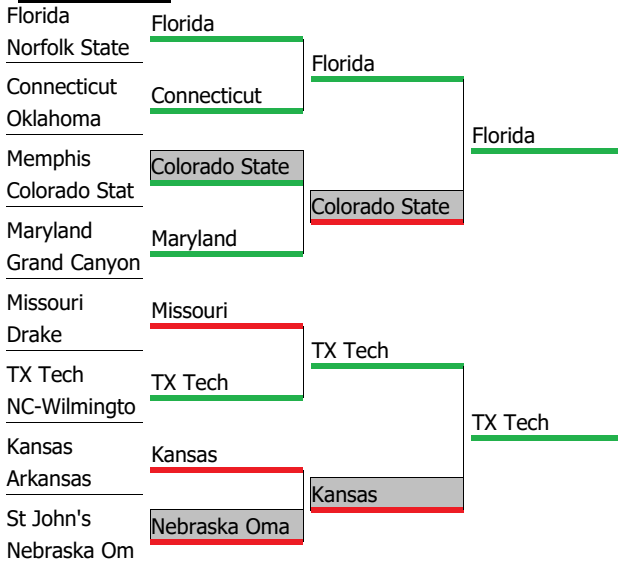 Florida
Norfolk State
Connecticut
Oklahoma
Memphis
Colorado Stat
Maryland
Grand Canyon
Missouri
Drake
TX Tech
NC-Wilmingto
Kansas
Arkansas
St John's
Nebraska Om
Florida
Connecticut
Colorado State
Maryland
Missouri
TX Tech
Kansas
Nebraska Oma
Florida
Colorado State
TX Tech
Kansas
Florida
TX Tech